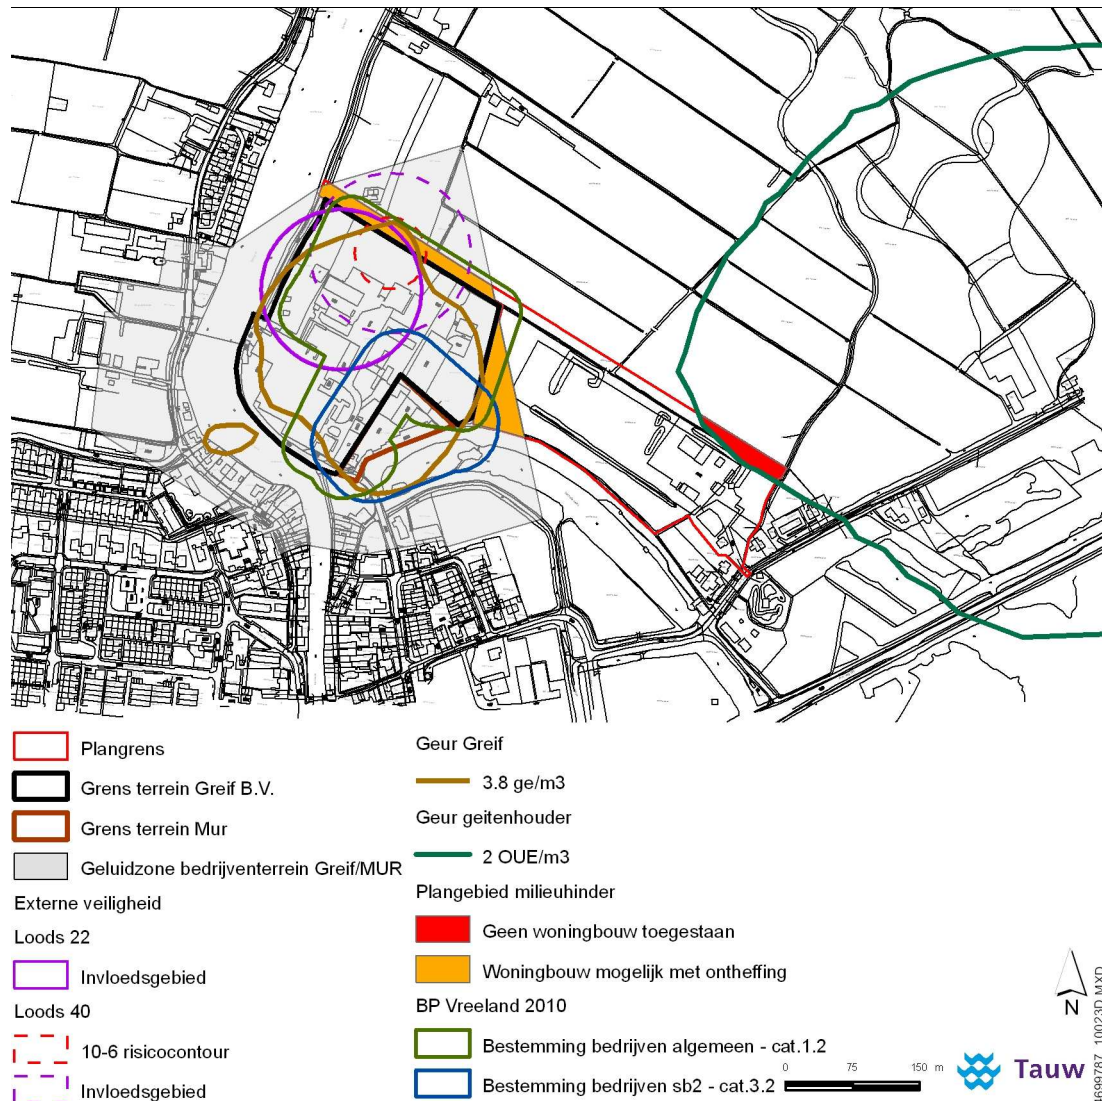 Plangrens
Grens terrein Greif B.V.
Grens terrein Mur
Geluidzone bedrijventerrein Greif/MUR
Externe veiligheid
Loods 22
Invloedsgebied
Loods 40
10-6 risicocontour
Invloedsgebied
Geur Greif
3.8 ge/m3
Geur geitenhouder
2 OUE/m3
Plangebied milieuhinder
Geen woningbouw toegestaan
Woningbouw mogelijk met ontheffing
BP Vreeland 2010
Bestemming bedrijven algemeen - cat.1.2
Bestemming bedrijven sb2 - cat.3.2
0 75 150 m
N
Tauw
4699787_10023D.MXD